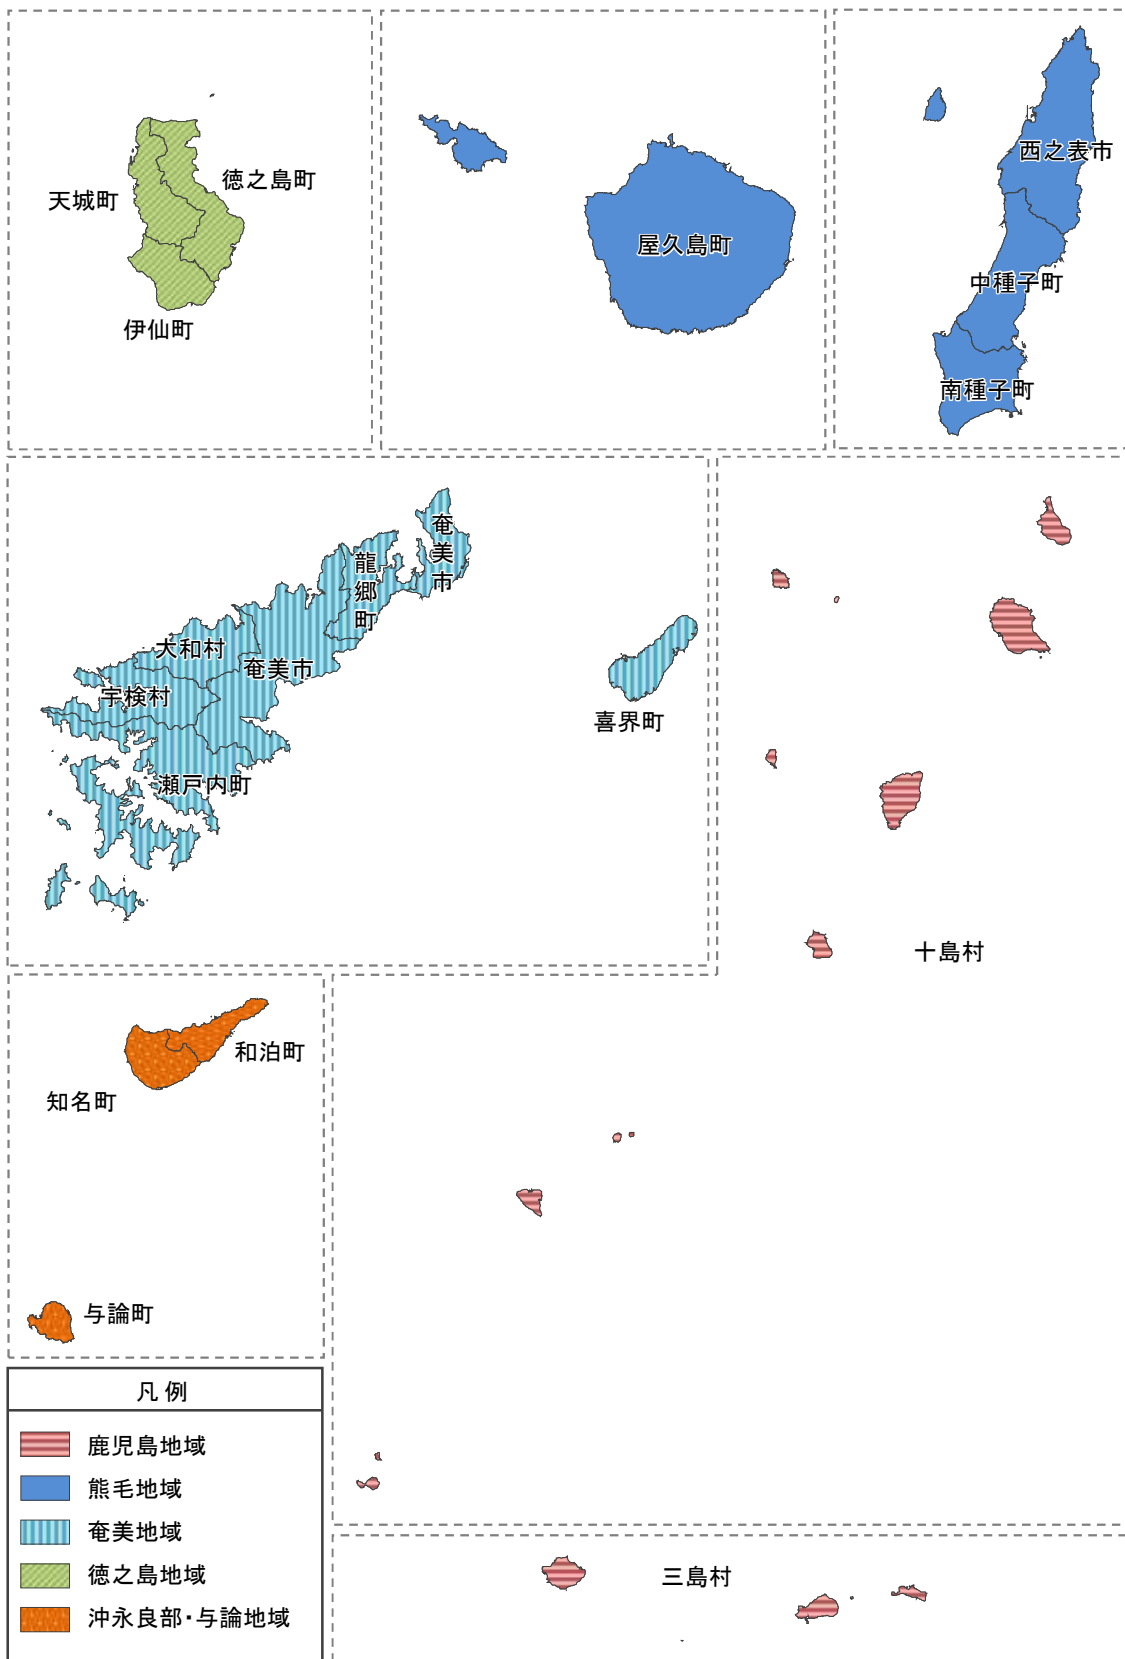 徳之島町
天城町
伊仙町
屋久島町
西之表市
中種子町
南種子町
奄美市
龍郷町
大和村
奄美市
宇検村
瀬戸内町
喜界町
十島村
和泊町
知名町
与論町
三島村
凡例
鹿児島地域
熊毛地域
奄美地域
徳之島地域
沖永良部・与論地域